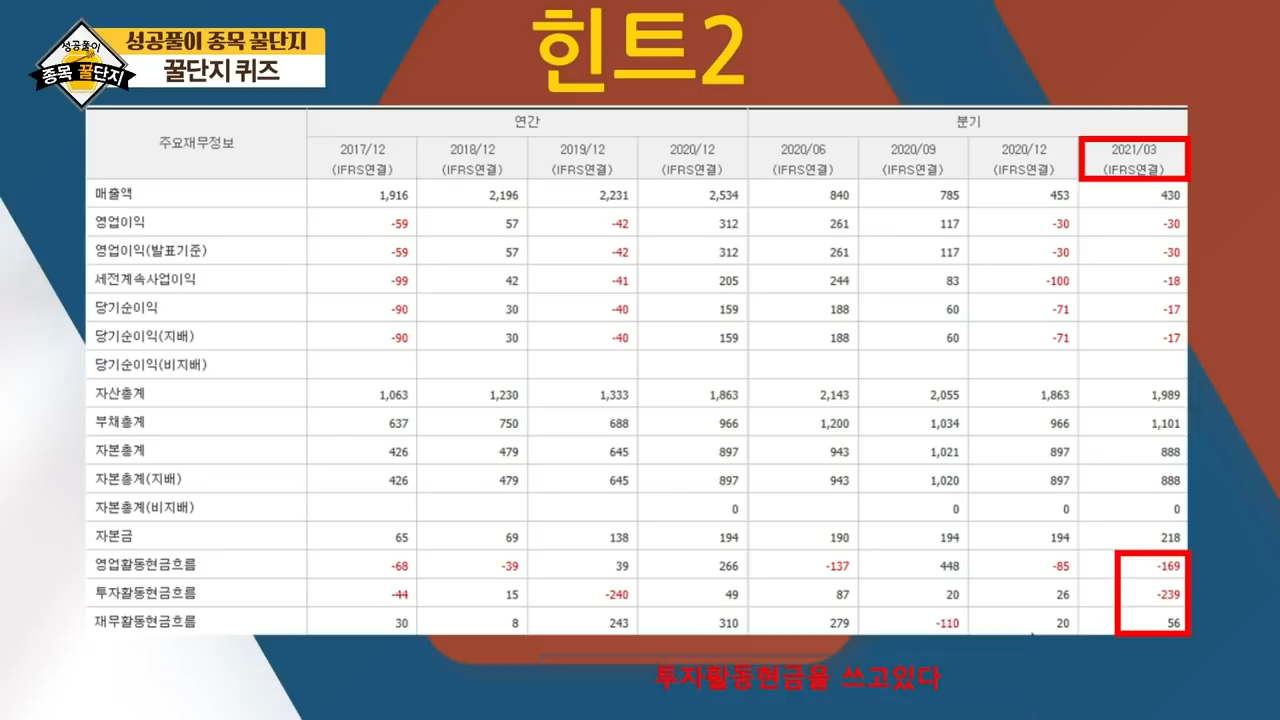 힌트2
성공풀이
종목 꿀단지
성공풀이 종목 꿀단지
꿀단지 퀴즈
주요재무정보 연간 분기
2017/12 2018/12 2019/12 2020/12 2020/06 2020/09 2020/12 2021/03
(IFRS연결) (IFRS연결) (IFRS연결) (IFRS연결) (IFRS연결) (IFRS연결) (IFRS연결) (IFRS연결)
매출액 1,916 2,196 2,231 2,534 840 785 453 430
영업이익 -59 57 -42 312 261 117 -30 -30
영업이익(발표기준) -59 57 -42 312 261 117 -30 -30
세전계속사업이익 -99 42 -41 205 244 83 -100 -18
당기순이익 -90 30 -40 159 188 60 -71 -17
당기순이익(지배) -90 30 -40 159 188 60 -71 -17
당기순이익(비지배)
자산총계 1,063 1,230 1,333 1,863 2,143 2,055 1,863 1,989
부채총계 637 750 688 966 1,200 1,034 966 1,101
자본총계 426 479 645 897 943 1,021 897 888
자본총계(지배) 426 479 645 897 943 1,020 897 888
자본총계(비지배) 0 0 0 0
자본금 65 69 138 194 190 194 194 218
영업활동현금흐름 -68 -39 39 266 -137 448 -85 -169
투자활동현금흐름 -44 15 -240 49 87 20 26 -239
재무활동현금흐름 30 8 243 310 279 -110 20 56
투자활동현금을 쓰고있다